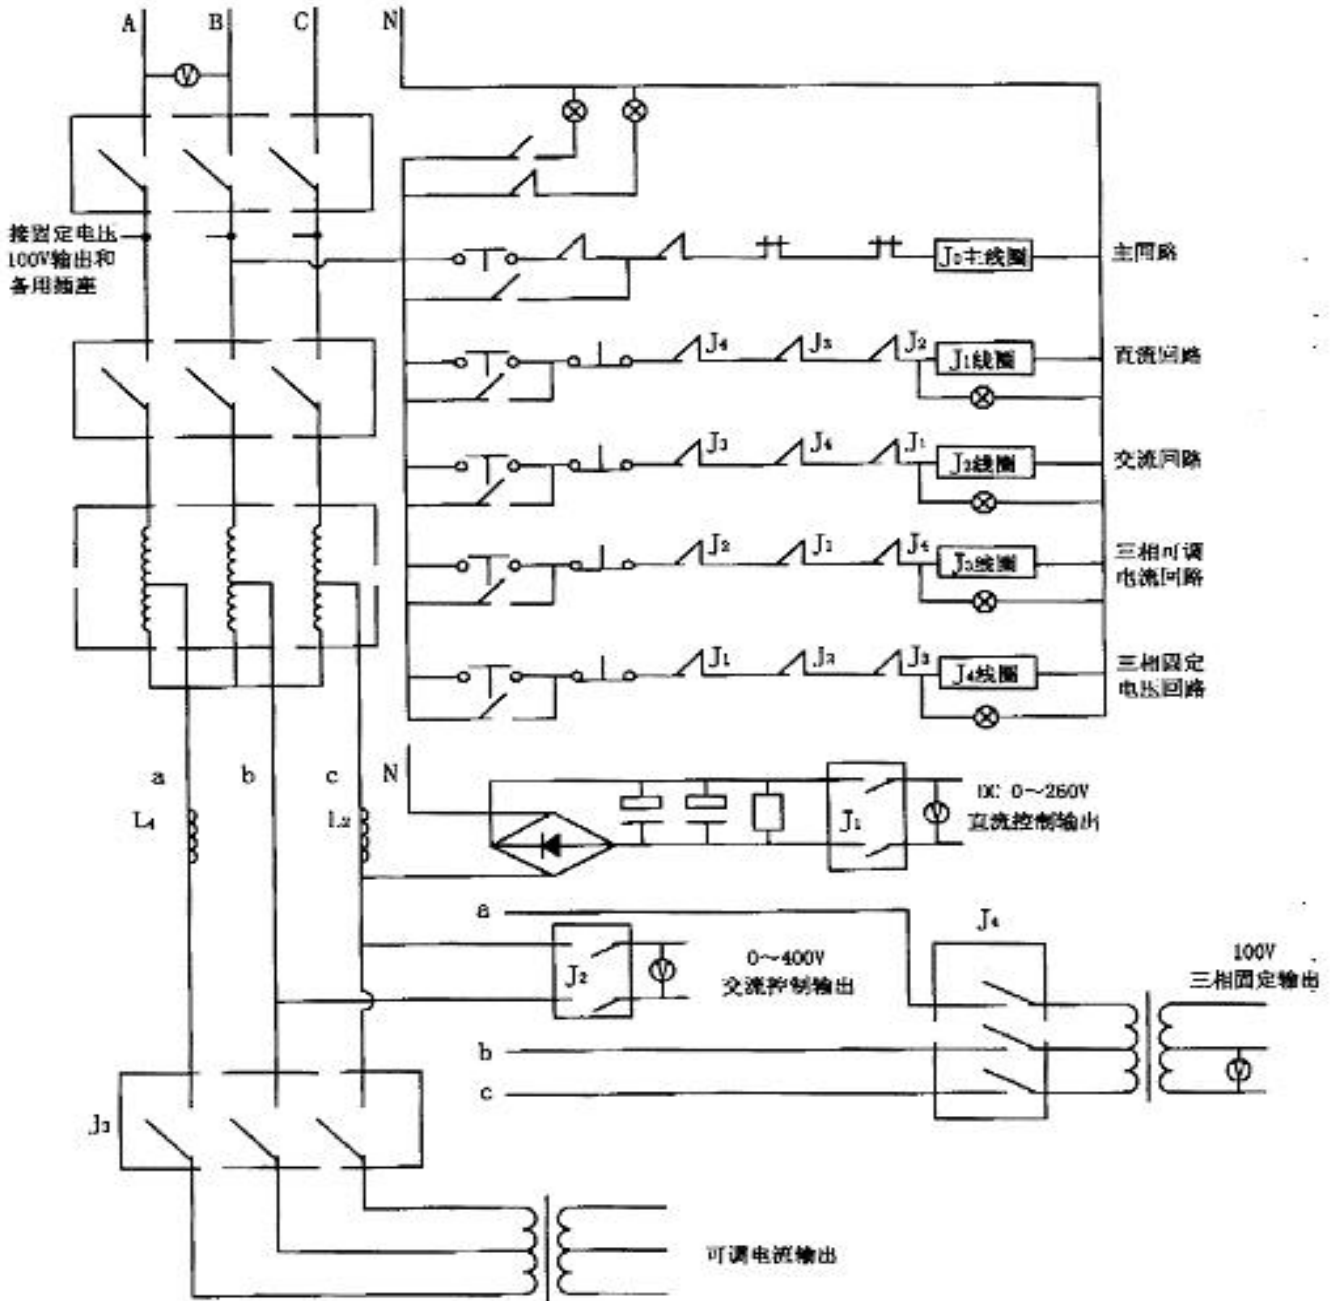 A
B
C
N
V
接固定电压
100V输出和
备用插座
J0主线圈
主回路
J4
J3
J2
J1线圈
直流回路
J3
J4
J1
J2线圈
交流回路
J2
J1
J4
J3线圈
三相可调
电流回路
J1
J2
J3
J4线圈
三相固定
电压回路
a
b
c
N
L1
L2
J1
V
DC 0～260V
直流控制输出
a
J2
V
0～400V
交流控制输出
J4
100V
三相固定输出
b
c
V
J3
可调电流输出